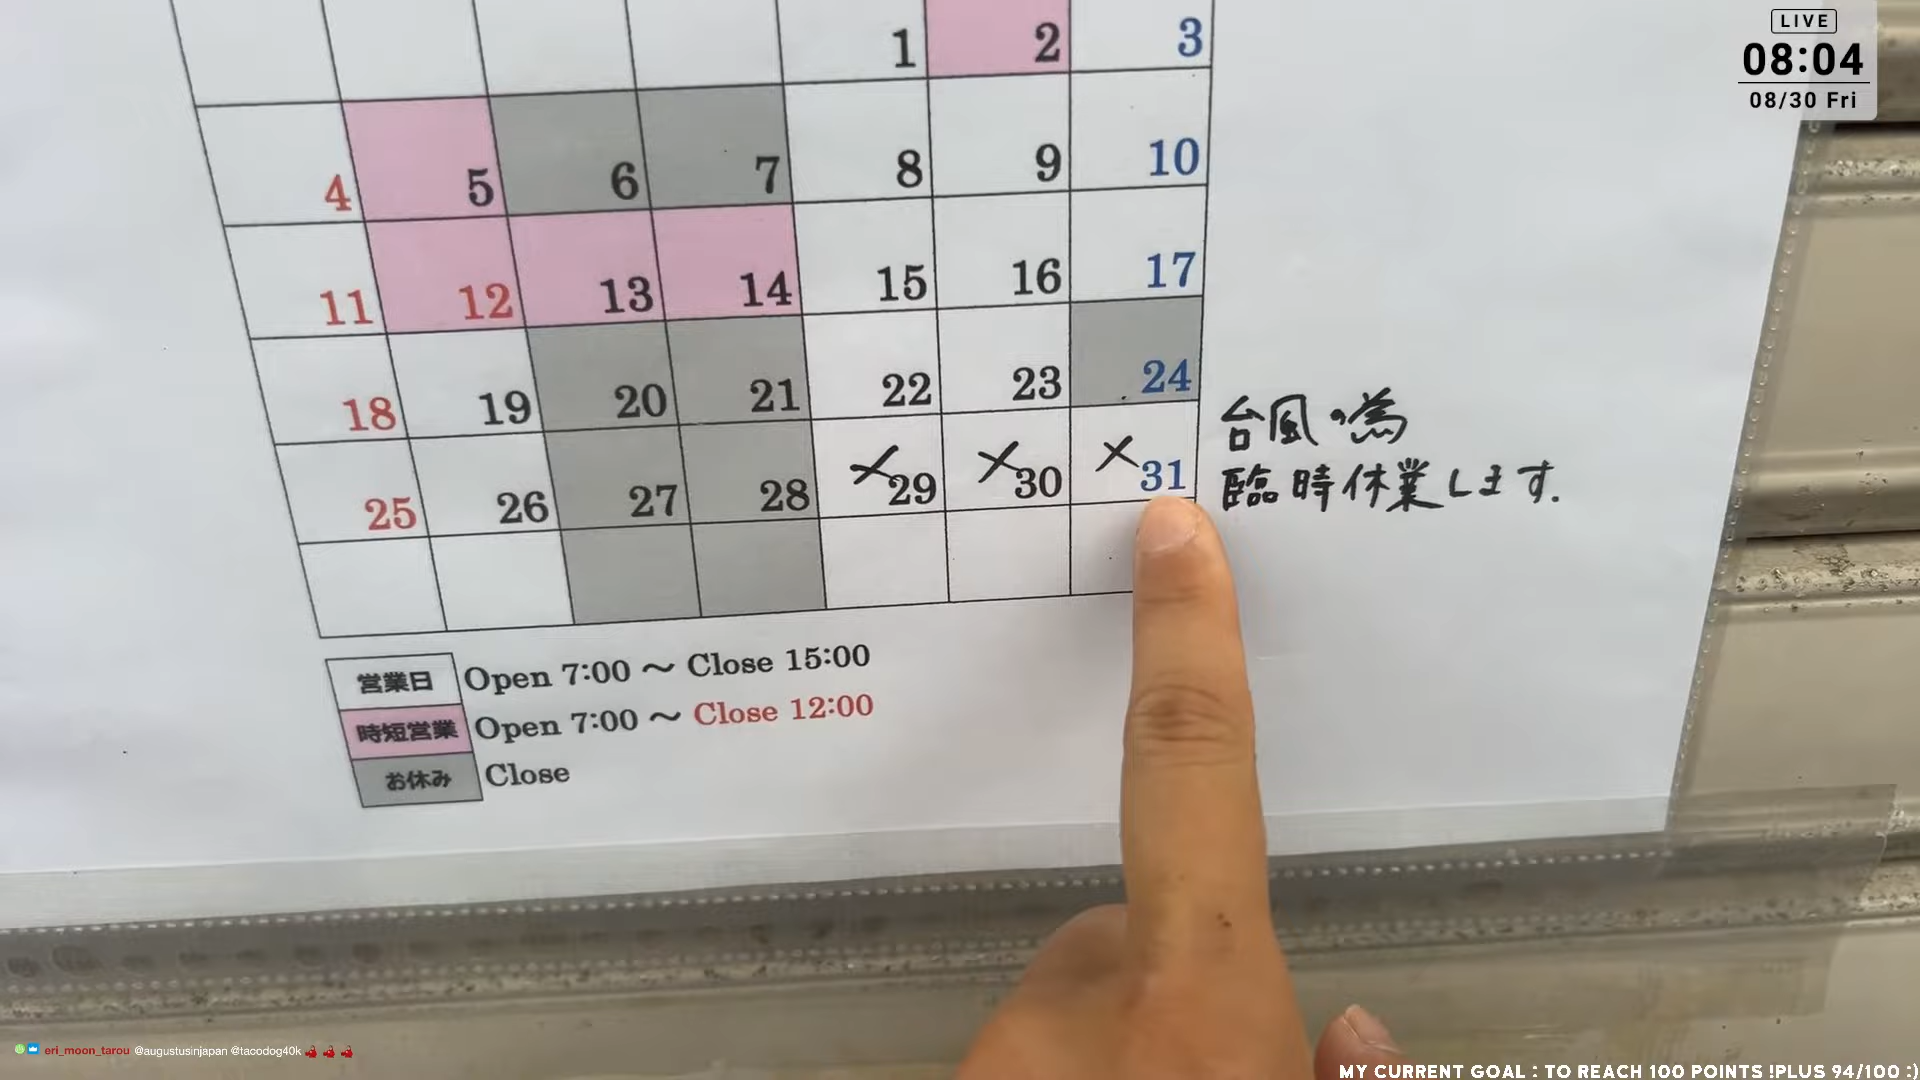 LIVE
08:04
08/30 Fri
1 2 3
4 5 6 7 8 9 10
11 12 13 14 15 16 17
18 19 20 21 22 23 24
25 26 27 28 29 30 31
台風の為
臨時休業します.
営業日 Open 7:00 〜 Close 15:00
時短営業 Open 7:00 〜 Close 12:00
お休み Close
eri_moon_tarou @augustusinjapan @tacodog40k
MY CURRENT GOAL : TO REACH 100 POINTS !PLUS 94/100 :)